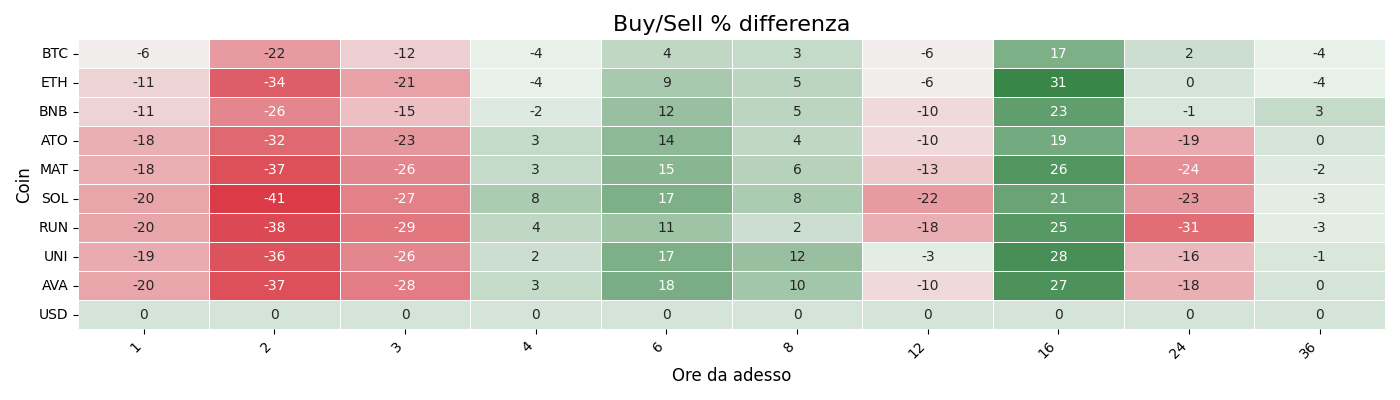 Buy/Sell % differenza
Coin
BTC -6 -22 -12 -4 4 3 -6 17 2 -4
ETH -11 -34 -21 -4 9 5 -6 31 0 -4
BNB -11 -26 -15 -2 12 5 -10 23 -1 3
ATO -18 -32 -23 3 14 4 -10 19 -19 0
MAT -18 -37 -26 3 15 6 -13 26 -24 -2
SOL -20 -41 -27 8 17 8 -22 21 -23 -3
RUN -20 -38 -29 4 11 2 -18 25 -31 -3
UNI -19 -36 -26 2 17 12 -3 28 -16 -1
AVA -20 -37 -28 3 18 10 -10 27 -18 0
USD 0 0 0 0 0 0 0 0 0 0
1 2 3 4 6 8 12 16 24 36
Ore da adesso